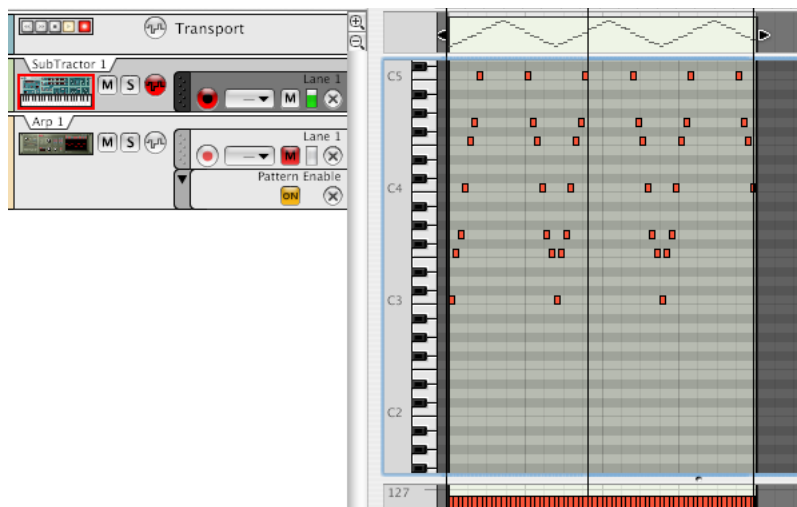 Transport
SubTractor 1
M S
Lane 1
M
Arp 1
M S
Lane 1
M
Pattern Enable
ON
C5
C4
C3
C2
127